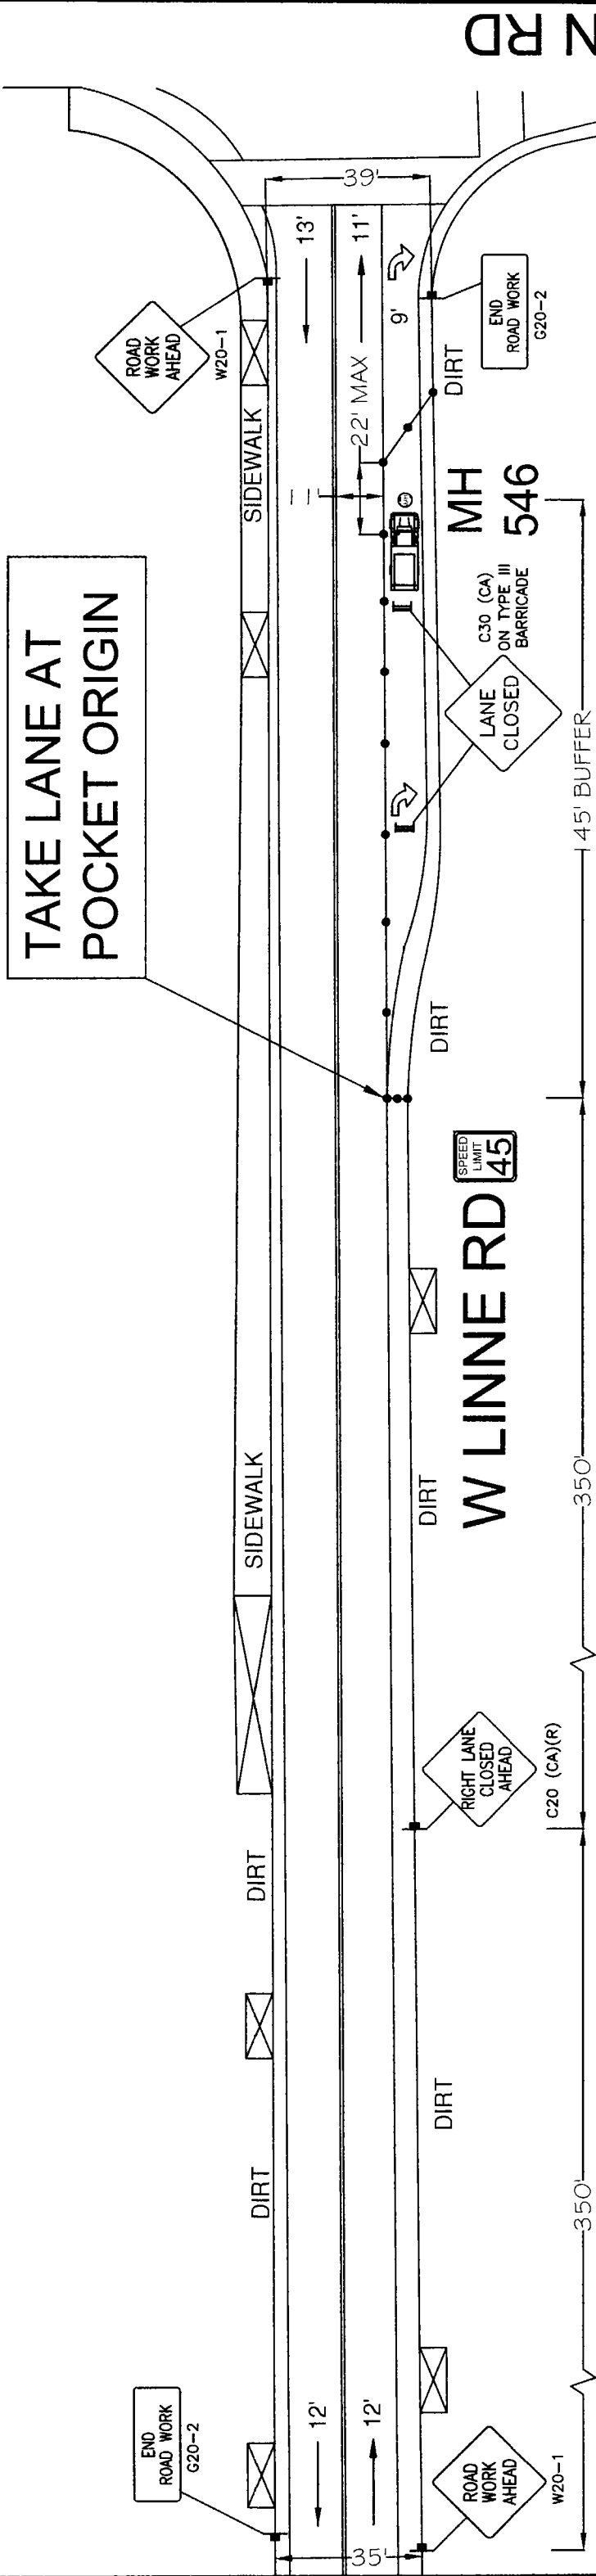 TAKE LANE AT
POCKET ORIGIN
END
ROAD WORK
G20-2
DIRT
DIRT
SIDEWALK
SIDEWALK
ROAD
WORK
AHEAD
W20-1
35'
12'
12'
11'
22' MAX
13'
11'
9'
39'
DIRT
DIRT
DIRT
DIRT
ROAD
WORK
AHEAD
W20-1
RIGHT LANE
CLOSED
AHEAD
C20 (CA)(R)
W LINNE RD
SPEED
LIMIT
45
LANE
CLOSED
C30 (CA)
ON TYPE III
BARRICADE
MH
546
END
ROAD WORK
G20-2
350'
350'
145' BUFFER
N RD